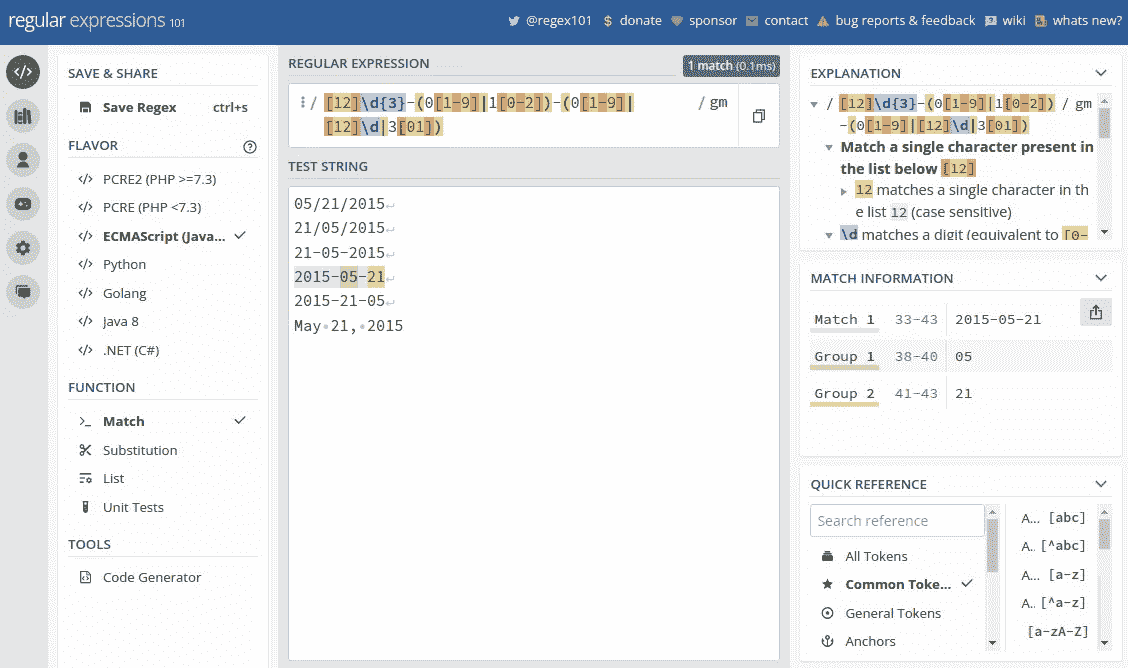 regular expressions 101
@regex101
$ donate
sponsor
contact
bug reports & feedback
wiki
whats new?
SAVE & SHARE
Save Regex ctrl+s
FLAVOR
</> PCRE2 (PHP >=7.3)
</> PCRE (PHP <7.3)
</> ECMAScript (Java...
</> Python
</> Golang
</> Java 8
</> .NET (C#)
FUNCTION
>_ Match
Substitution
List
Unit Tests
TOOLS
Code Generator
REGULAR EXPRESSION
1 match (0.1ms)
/ [12]\d{3}-(0[1-9]|1[0-2])-(0[1-9]| / gm
[12]\d|3[01])
TEST STRING
05/21/2015
21/05/2015
21-05-2015
2015-05-21
2015-21-05
May 21, 2015
EXPLANATION
/ [12]\d{3}-(0[1-9]|1[0-2]) / gm
-(0[1-9]|[12]\d|3[01])
Match a single character present in
the list below [12]
12 matches a single character in th
e list 12 (case sensitive)
\d matches a digit (equivalent to [0-
MATCH INFORMATION
Match 1 33-43 2015-05-21
Group 1 38-40 05
Group 2 41-43 21
QUICK REFERENCE
Search reference
All Tokens
Common Toke...
General Tokens
Anchors
A... [abc]
A.. [^abc]
A... [a-z]
A.. [^a-z]
[a-zA-Z]